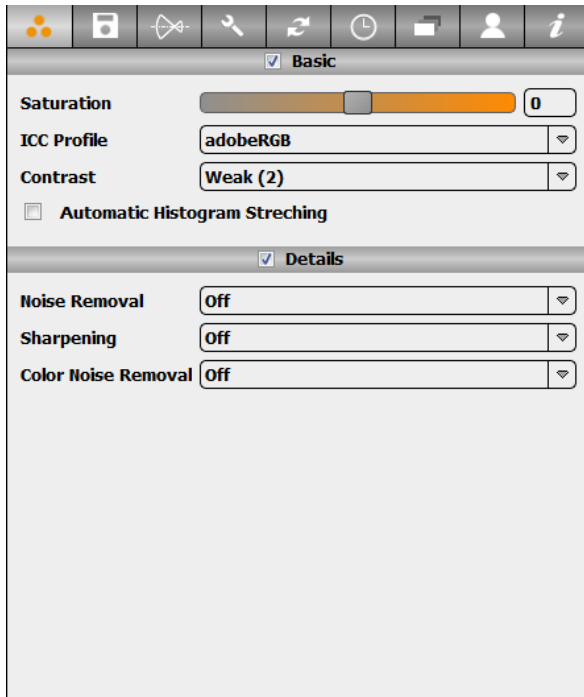 Basic
Saturation 0
ICC Profile adobeRGB
Contrast Weak (2)
Automatic Histogram Streching
Details
Noise Removal Off
Sharpening Off
Color Noise Removal Off